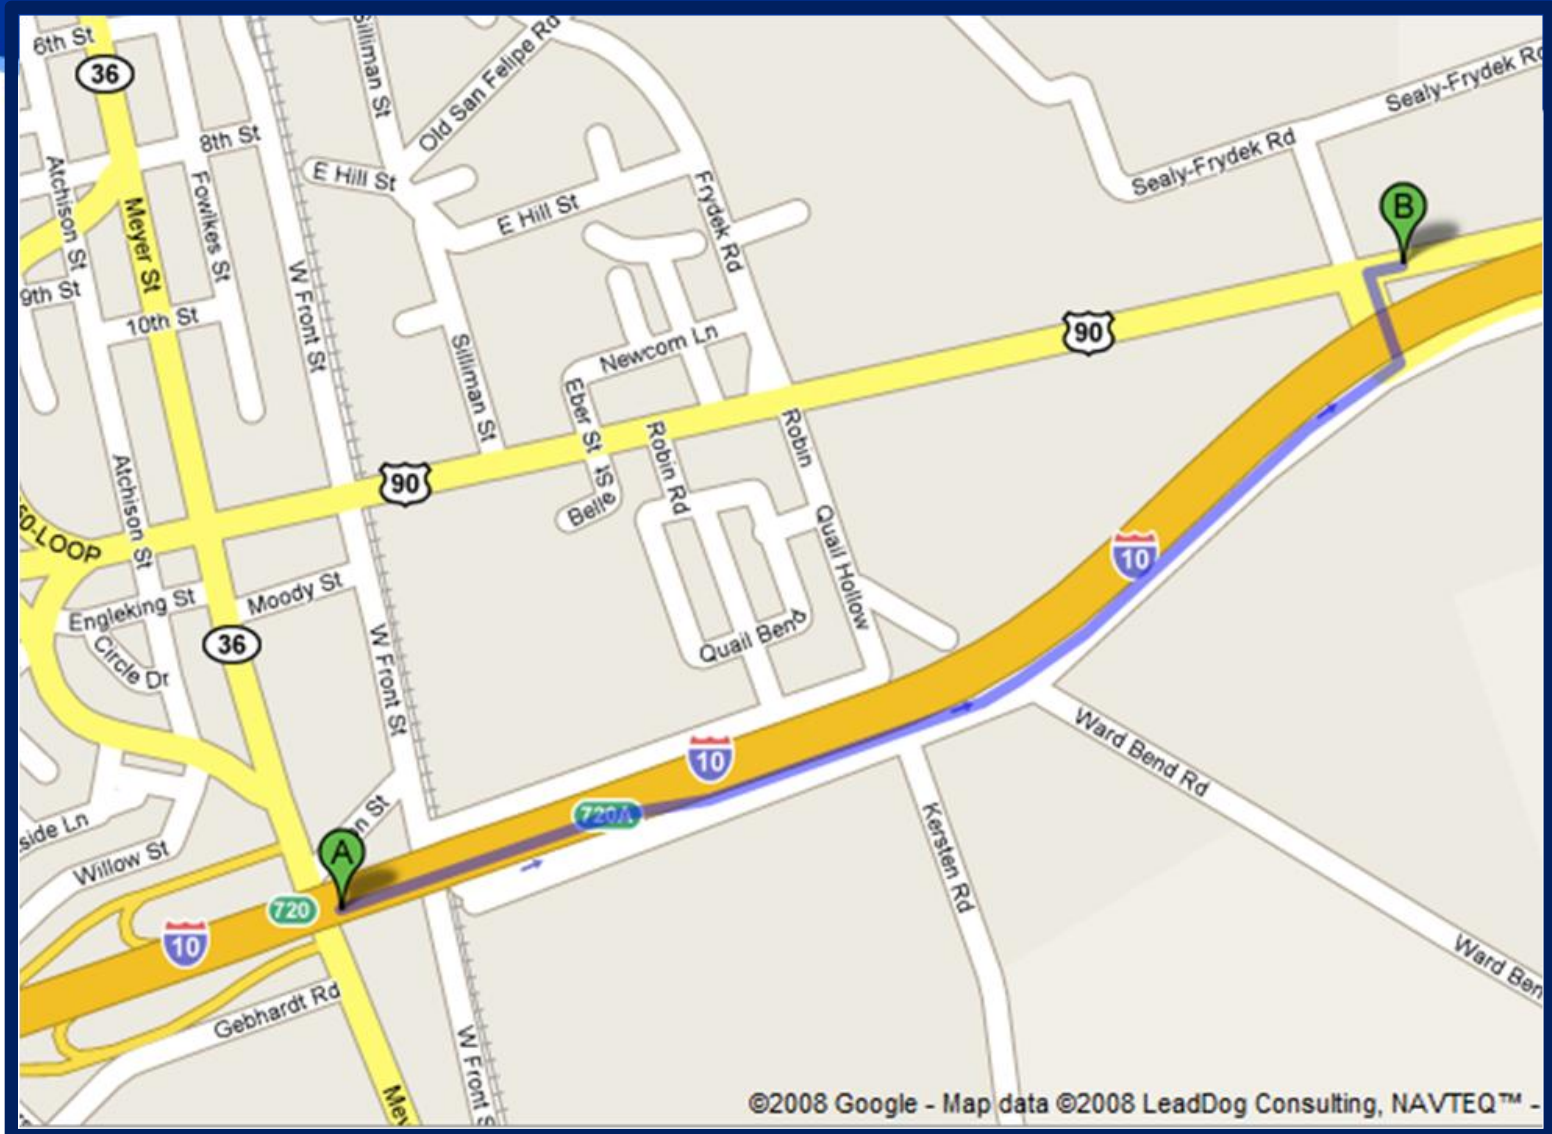 6th St
36
Silliman St
Old San Felipe Rd
Sealy-Frydek Rd
8th St
Sealy-Frydek Rd
Atchison St
Fowlkes St
E Hill St
E Hill St
Frydek Rd
B
Meyer St
W Front St
9th St
10th St
90
Newcom Ln
Silliman St
Eber St
Robin Rd
Robin
90
Atchison St
Belle St
Quail Hollow
50-LOOP
10
Engleking St
Moody St
36
Circle Dr
W Front St
Quail Bend
10
Ward Bend Rd
720A
Kersten Rd
side Ln
n St
A
Willow St
720
10
Ward Ben
Gebhardt Rd
W Front S
Mey
©2008 Google - Map data ©2008 LeadDog Consulting, NAVTEQ™ -